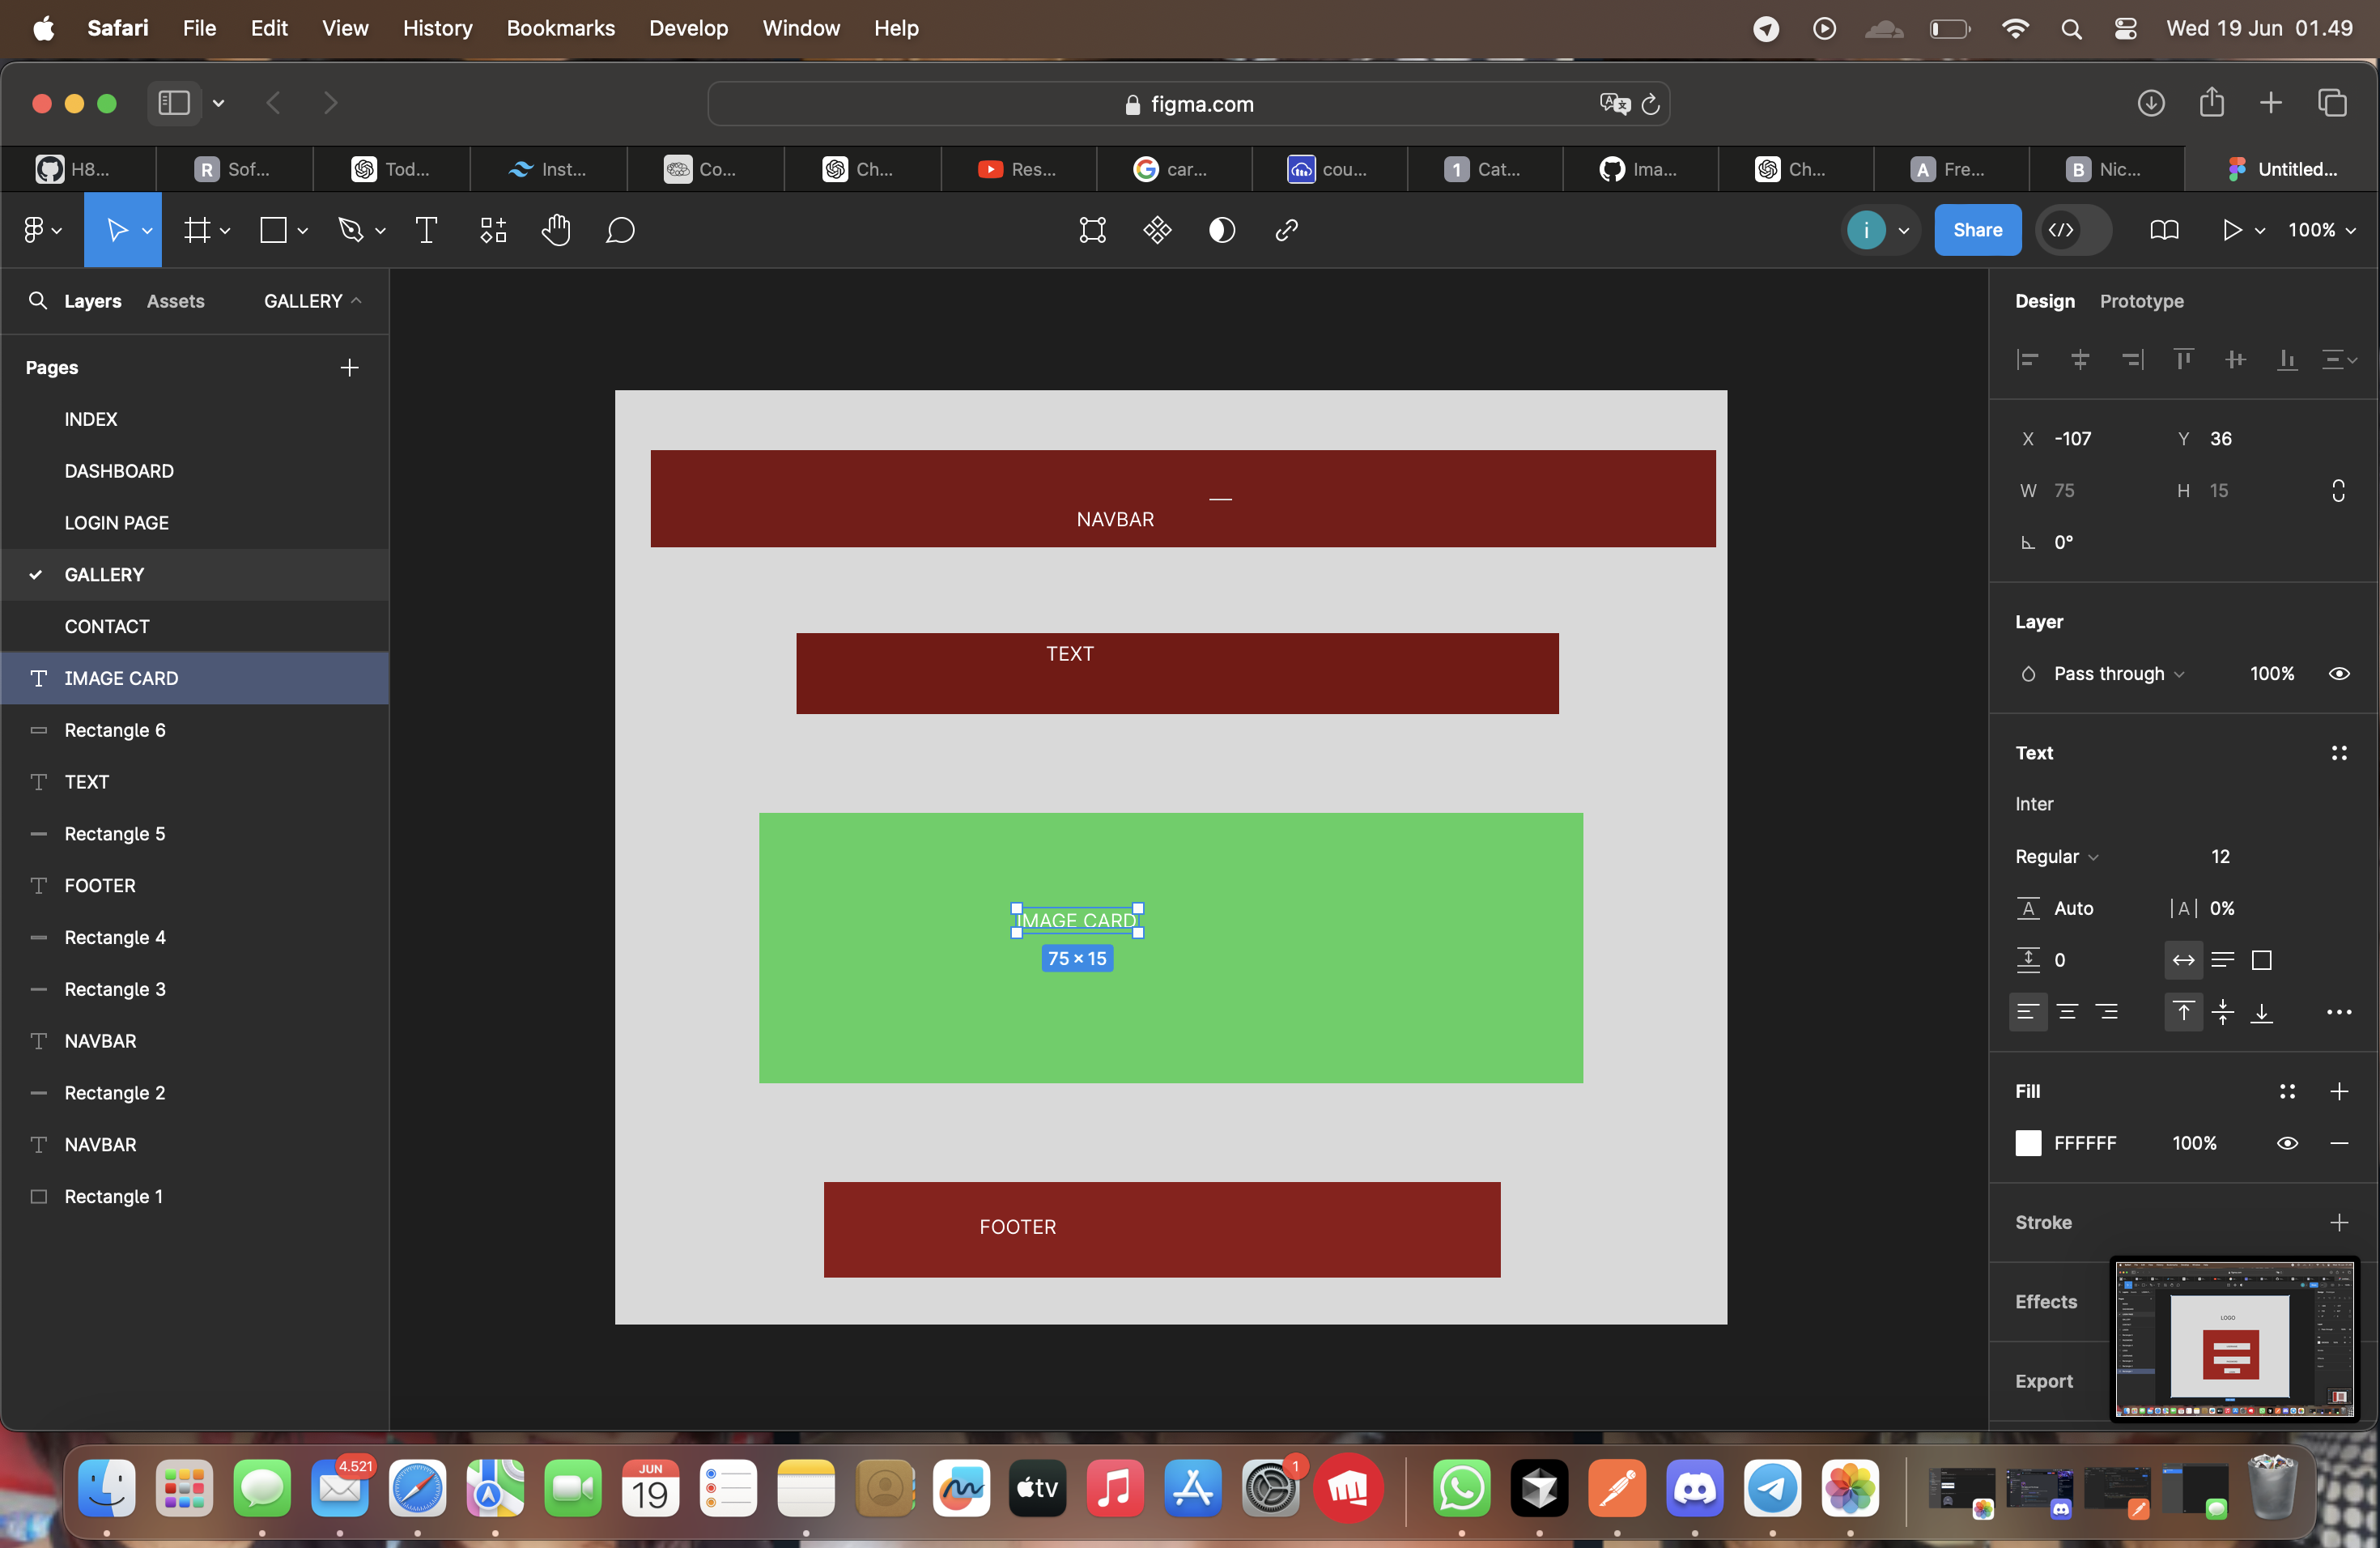 Safari File Edit View History Bookmarks Develop Window Help Wed 19 Jun 01.49
figma.com
H8... Sof... Tod... Inst... Co... Ch... Res... car... cou... Cat... Ima... Ch... Fre... Nic... Untitled...
i Share 100%
Layers Assets GALLERY
Pages
INDEX
DASHBOARD
LOGIN PAGE
GALLERY
CONTACT
IMAGE CARD
Rectangle 6
TEXT
Rectangle 5
FOOTER
Rectangle 4
Rectangle 3
NAVBAR
Rectangle 2
NAVBAR
Rectangle 1
NAVBAR
TEXT
IMAGE CARD
75 × 15
FOOTER
Design Prototype
X -107 Y 36
W 75 H 15
0°
Layer
Pass through 100%
Text
Inter
Regular 12
Auto |A| 0%
0
Fill
FFFFFF 100%
Stroke
Effects
Export
LOGO
4.521
JUN
19
tv
1